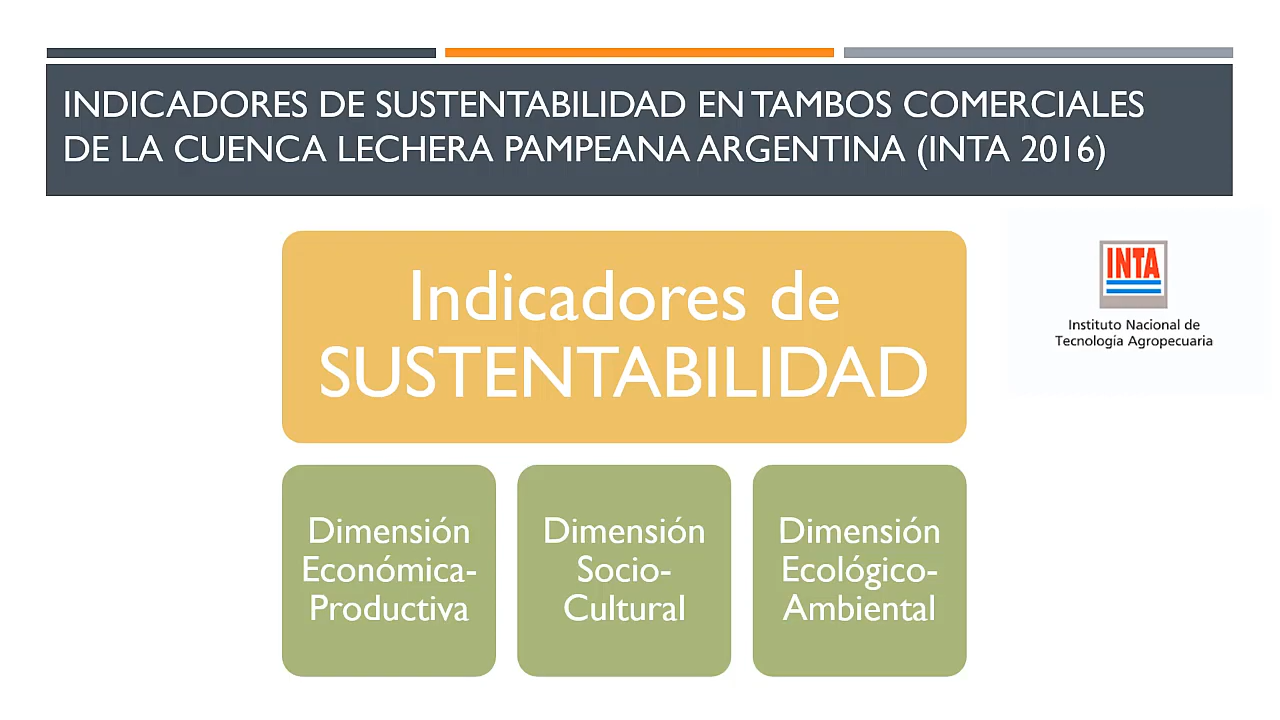 INDICADORES DE SUSTENTABILIDAD EN TAMBOS COMERCIALES
DE LA CUENCA LECHERA PAMPEANA ARGENTINA (INTA 2016)
Indicadores de
SUSTENTABILIDAD
INTA
Instituto Nacional de
Tecnología Agropecuaria
Dimensión
Económica-
Productiva
Dimensión
Socio-
Cultural
Dimensión
Ecológico-
Ambiental